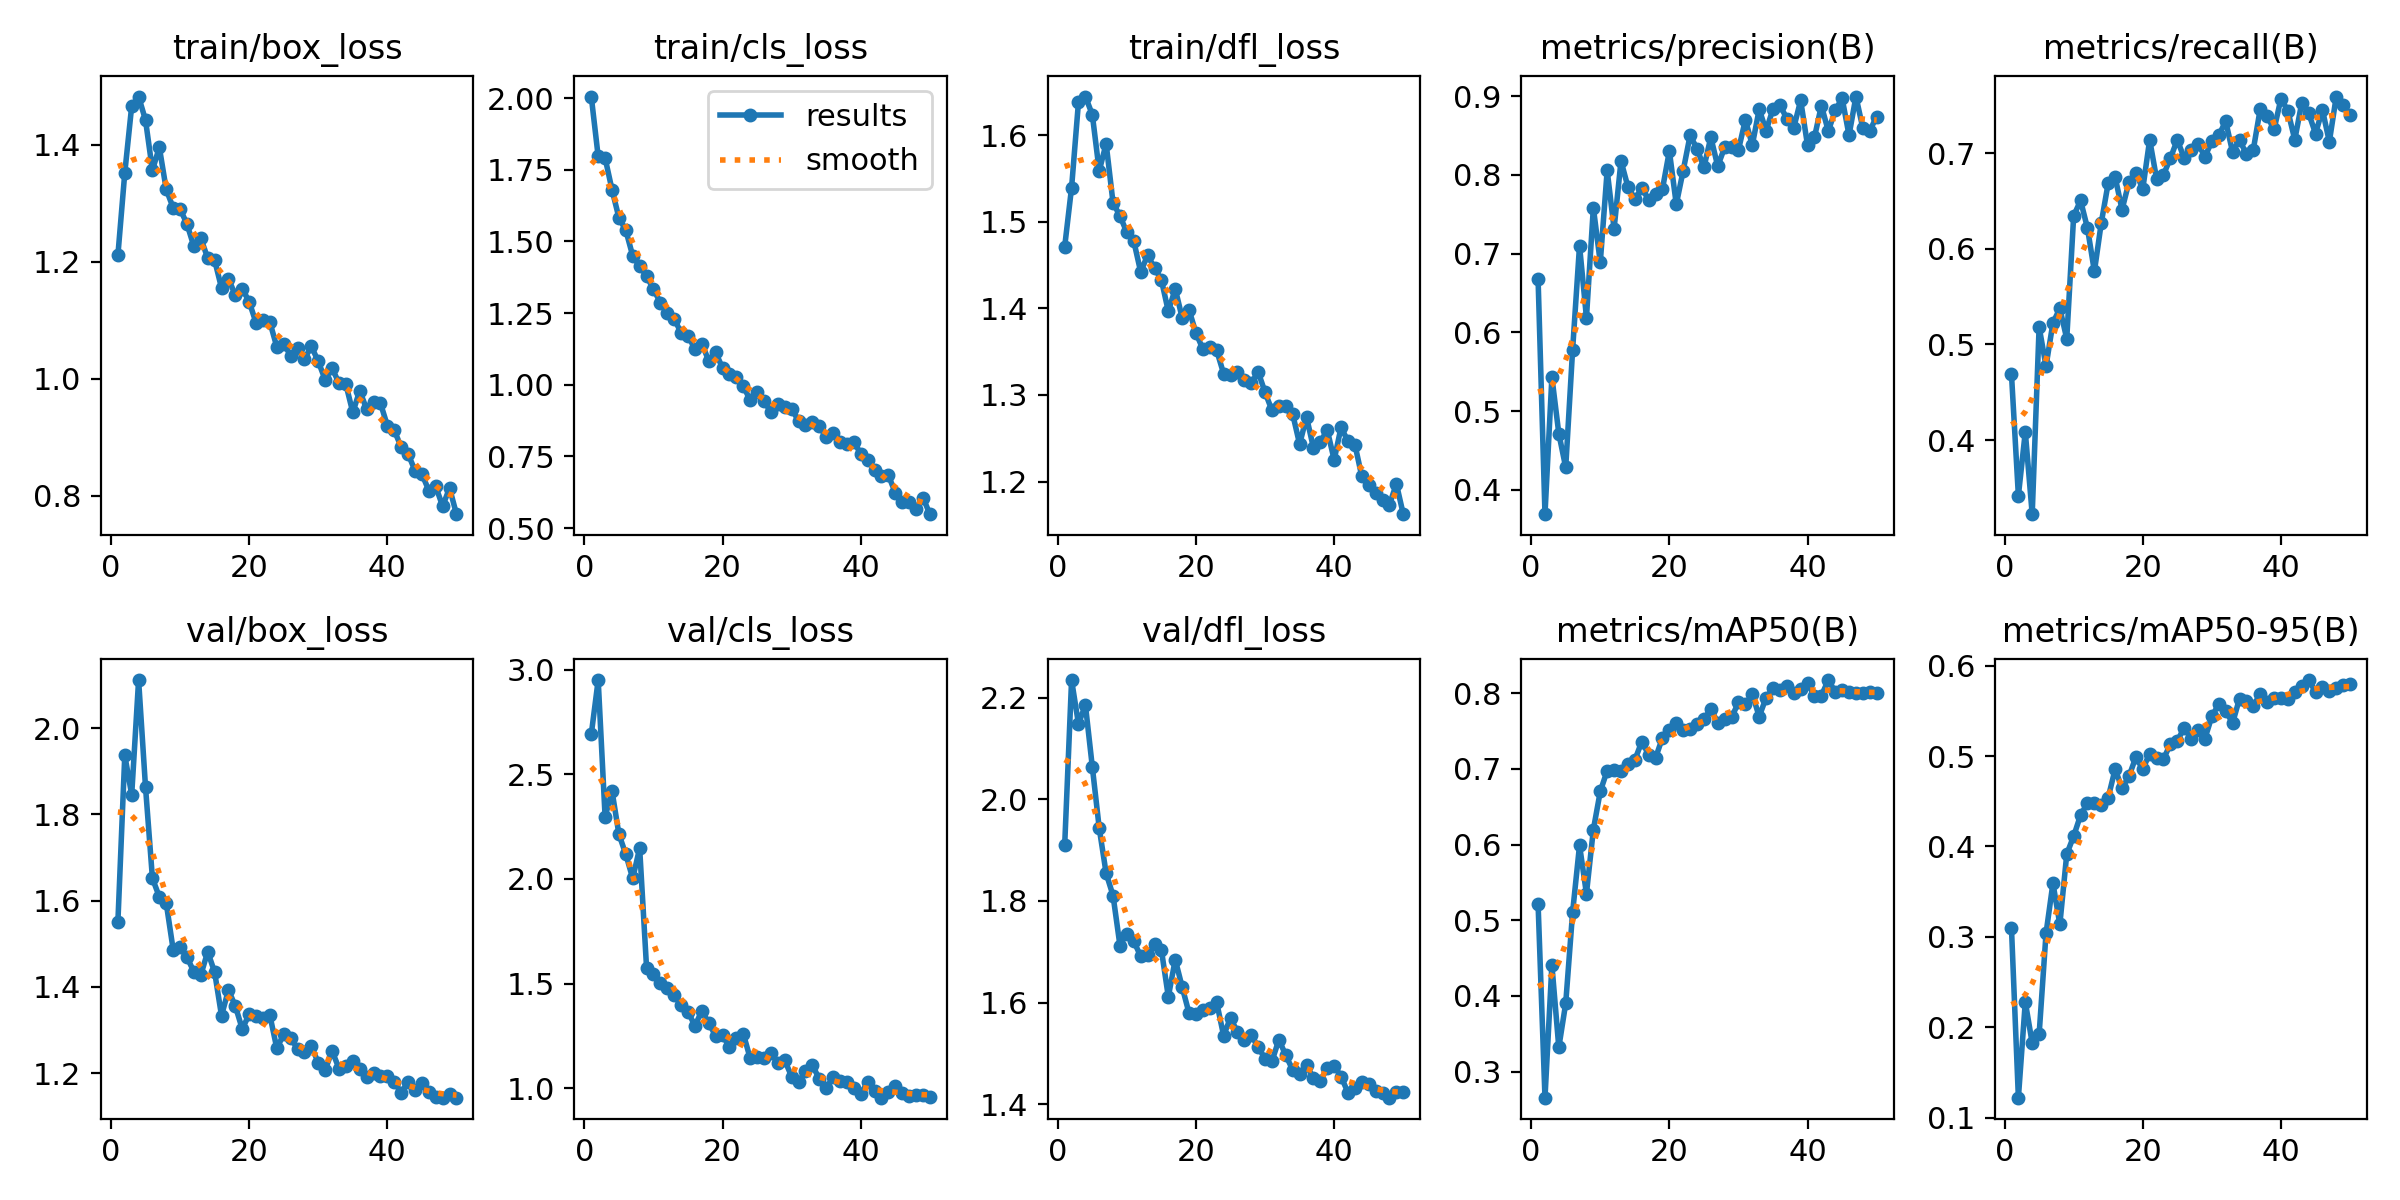 train/box_loss
1.4
1.2
1.0
0.8
0 20 40
train/cls_loss
results
smooth
2.00
1.75
1.50
1.25
1.00
0.75
0.50
0 20 40
train/dfl_loss
1.6
1.5
1.4
1.3
1.2
0 20 40
metrics/precision(B)
0.9
0.8
0.7
0.6
0.5
0.4
0 20 40
metrics/recall(B)
0.7
0.6
0.5
0.4
0 20 40
val/box_loss
2.0
1.8
1.6
1.4
1.2
0 20 40
val/cls_loss
3.0
2.5
2.0
1.5
1.0
0 20 40
val/dfl_loss
2.2
2.0
1.8
1.6
1.4
0 20 40
metrics/mAP50(B)
0.8
0.7
0.6
0.5
0.4
0.3
0 20 40
metrics/mAP50-95(B)
0.6
0.5
0.4
0.3
0.2
0.1
0 20 40